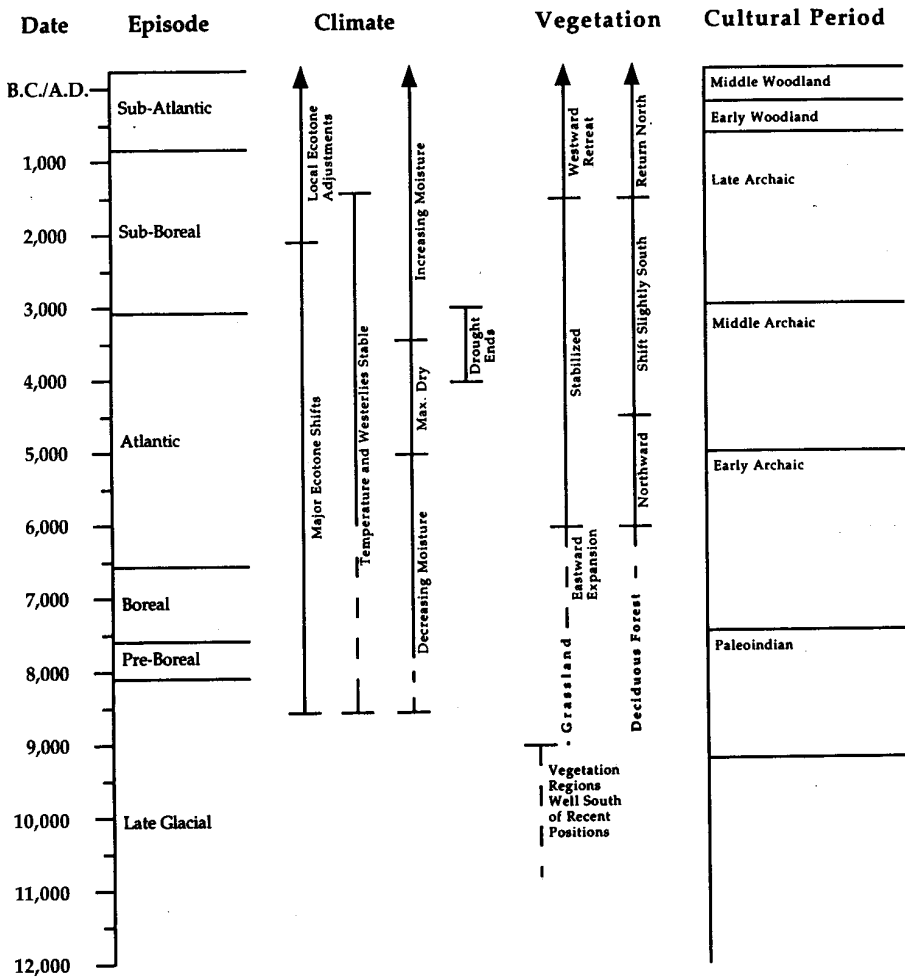 Date
Episode
Climate
Vegetation
Cultural Period
B.C./A.D.
1,000
2,000
3,000
4,000
5,000
6,000
7,000
8,000
9,000
10,000
11,000
12,000
Sub-Atlantic
Sub-Boreal
Atlantic
Boreal
Pre-Boreal
Late Glacial
Local Ecotone
Adjustments
Major Ecotone Shifts
Temperature and Westerlies Stable
Increasing Moisture
Max. Dry
Decreasing Moisture
Drought
Ends
Westward
Retreat
Stabilized
Eastward
Expansion
Grassland
Return North
Shift Slightly South
Northward
Deciduous Forest
Vegetation
Regions
Well South
of Recent
Positions
Middle Woodland
Early Woodland
Late Archaic
Middle Archaic
Early Archaic
Paleoindian